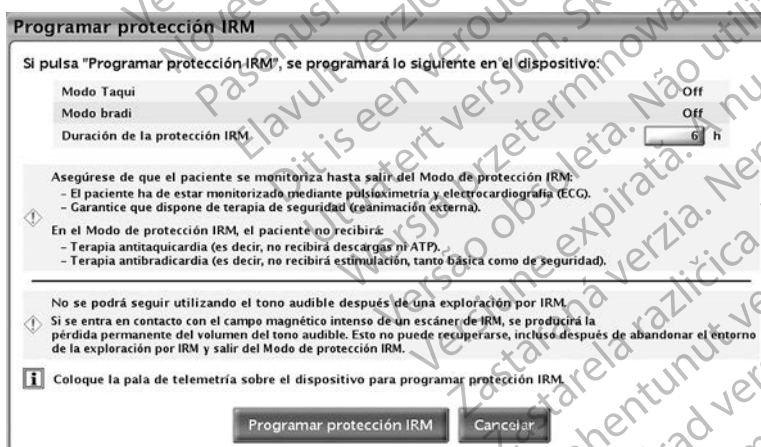 Programar protección IRM
Si pulsa "Programar protección IRM", se programará lo siguiente en el dispositivo:
Modo Taqui Off
Modo bradi Off
Duración de la protección IRM 6 h
Asegúrese de que el paciente se monitoriza hasta salir del Modo de protección IRM:
- El paciente ha de estar monitorizado mediante pulsioximetría y electrocardiografía (ECG).
- Garantice que dispone de terapia de seguridad (reanimación externa).
En el Modo de protección IRM, el paciente no recibirá:
- Terapia antitaquicardia (es decir, no recibirá descargas ni ATP).
- Terapia antibradicardia (es decir, no recibirá estimulación, tanto básica como de seguridad).
No se podrá seguir utilizando el tono audible después de una exploración por IRM.
Si se entra en contacto con el campo magnético intenso de un escáner de IRM, se producirá la
pérdida permanente del volumen del tono audible. Esto no puede recuperarse, incluso después de abandonar el entorno
de la exploración por IRM y salir del Modo de protección IRM.
i Coloque la pala de telemetría sobre el dispositivo para programar protección IRM.
Programar protección IRM Cancelar